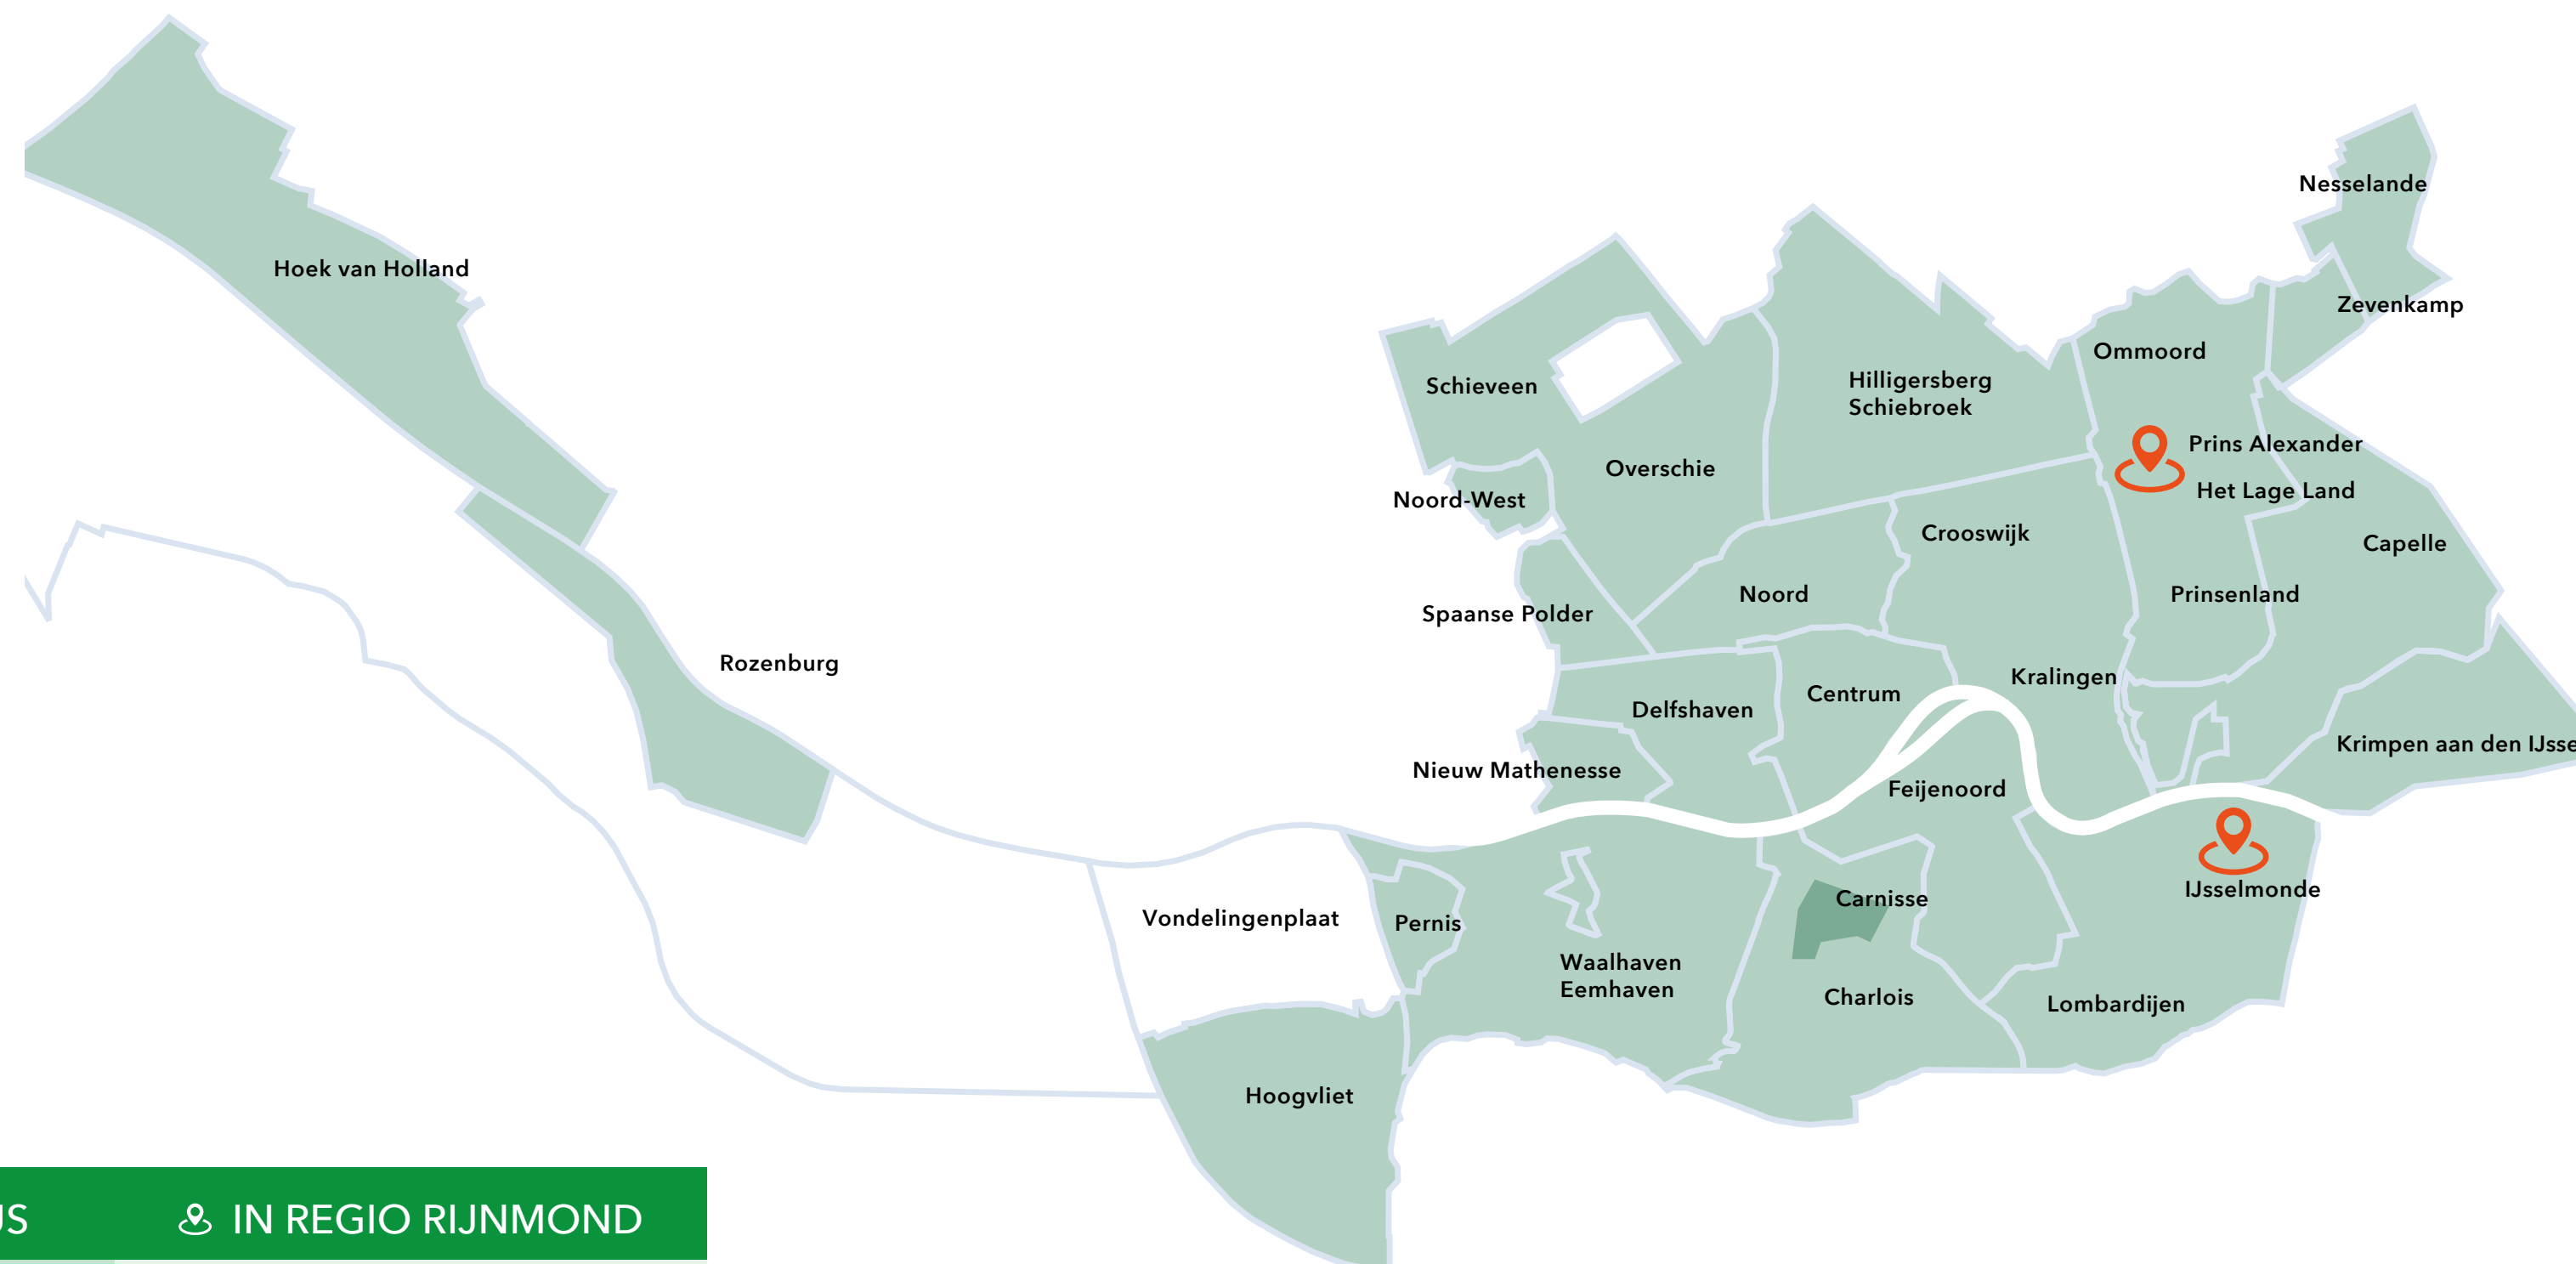 Nesselande
Hoek van Holland
Zevenkamp
Ommoord
Schieveen
Hilligersberg
Schiebroek
Prins Alexander
Overschie
Het Lage Land
Noord-West
Crooswijk
Capelle
Noord
Prinsenland
Spaanse Polder
Rozenburg
Kralingen
Centrum
Delfshaven
Krimpen aan den IJsse
Nieuw Mathenesse
Feijenoord
IJsselmonde
Carnisse
Vondelingenplaat
Pernis
Waalhaven
Eemhaven
Charlois
Lombardijen
Hoogvliet
IN REGIO RIJNMOND